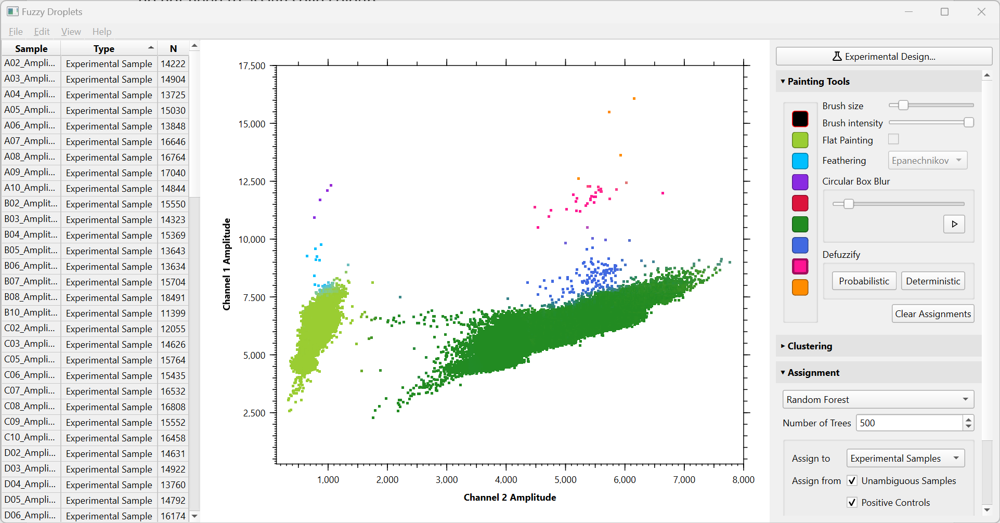 Fuzzy Droplets
File Edit View Help
Sample Type N
A02_Ampli... Experimental Sample 14222
A03_Ampli... Experimental Sample 14904
A04_Ampli... Experimental Sample 13725
A05_Ampli... Experimental Sample 15030
A06_Ampli... Experimental Sample 13848
A07_Ampli... Experimental Sample 16646
A08_Ampli... Experimental Sample 16764
A09_Ampli... Experimental Sample 17040
A10_Ampli... Experimental Sample 14844
B02_Amplit... Experimental Sample 15550
B03_Amplit... Experimental Sample 14323
B04_Amplit... Experimental Sample 15369
B05_Amplit... Experimental Sample 13643
B06_Amplit... Experimental Sample 13634
B07_Amplit... Experimental Sample 15704
B08_Amplit... Experimental Sample 18491
B10_Amplit... Experimental Sample 11399
C02_Ampli... Experimental Sample 12055
C03_Ampli... Experimental Sample 14626
C05_Ampli... Experimental Sample 15764
C06_Ampli... Experimental Sample 15435
C07_Ampli... Experimental Sample 16532
C08_Ampli... Experimental Sample 16808
C09_Ampli... Experimental Sample 15552
C10_Ampli... Experimental Sample 16458
D02_Ampli... Experimental Sample 14631
D03_Ampli... Experimental Sample 14922
D04_Ampli... Experimental Sample 13760
D05_Ampli... Experimental Sample 14792
D06_Ampli... Experimental Sample 16174
17,500
15,000
12,500
10,000
7,500
5,000
2,500
Channel 1 Amplitude
1,000 2,000 3,000 4,000 5,000 6,000 7,000 8,000
Channel 2 Amplitude
Experimental Design...
Painting Tools
Brush size
Brush intensity
Flat Painting
Feathering Epanechnikov
Circular Box Blur
Defuzzify
Probabilistic Deterministic
Clear Assignments
Clustering
Assignment
Random Forest
Number of Trees 500
Assign to Experimental Samples
Assign from Unambiguous Samples
Positive Controls